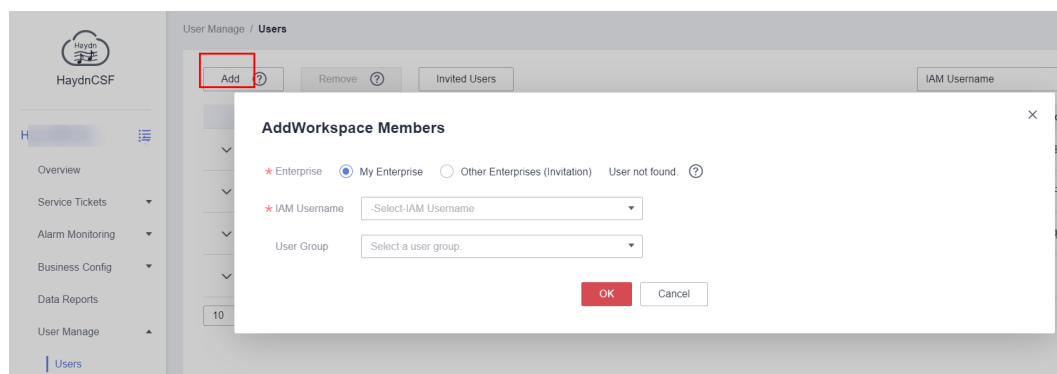 User Manage / Users
Haydn
HaydnCSF
Add ? Remove ? Invited Users IAM Username
H
AddWorkspace Members
* Enterprise My Enterprise Other Enterprises (Invitation) User not found. ?
Overview
Service Tickets
* IAM Username -Select-IAM Username
Alarm Monitoring
User Group Select a user group.
Business Config
OK Cancel
Data Reports
10
User Manage
Users